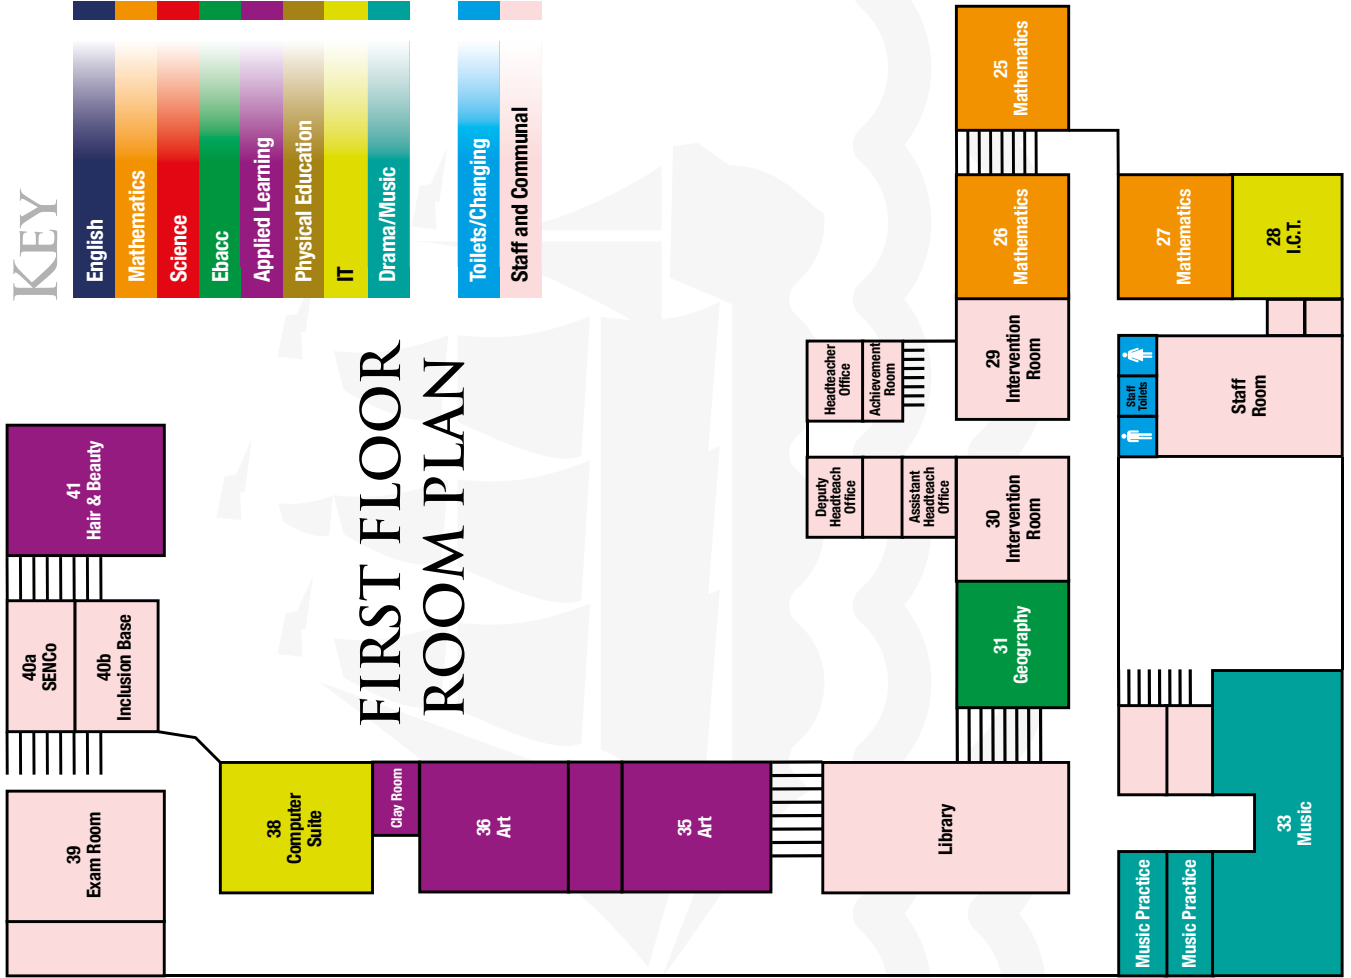 KEY
English
Mathematics
Science
Ebacc
Applied Learning
Physical Education
IT
Drama/Music
Toilets/Changing
Staff and Communal
FIRST FLOOR
ROOM PLAN
41
Hair & Beauty
40a
SENCo
40b
Inclusion Base
39
Exam Room
38
Computer
Suite
Clay Room
36
Art
35
Art
Library
31
Geography
30
Intervention
Room
Deputy
Headteach
Office
Assistant
Headteach
Office
Headteacher
Office
Achievement
Room
29
Intervention
Room
26
Mathematics
25
Mathematics
27
Mathematics
28
I.C.T.
Staff
Toilets
Staff
Room
33
Music
Music Practice
Music Practice